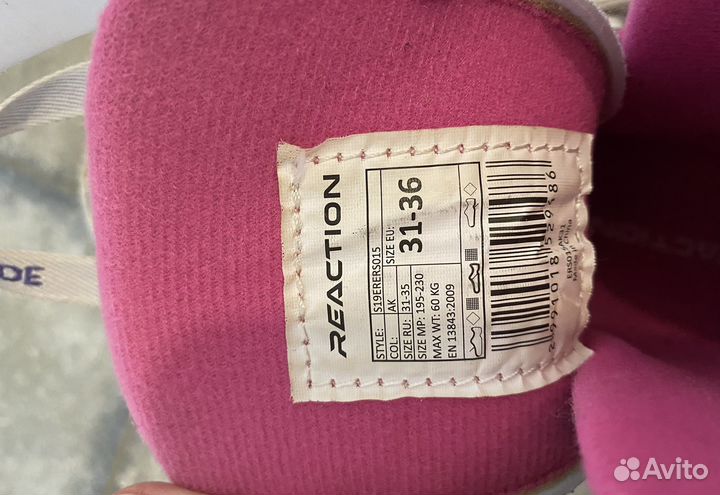 REACTION
STYLE: S19ERERS015
COL: AK
SIZE RU: 31-35
SIZE EU:
31-36
SIZE MP: 195-230
MAX WT: 60 KG
EN 13843:2009
DE
Avito